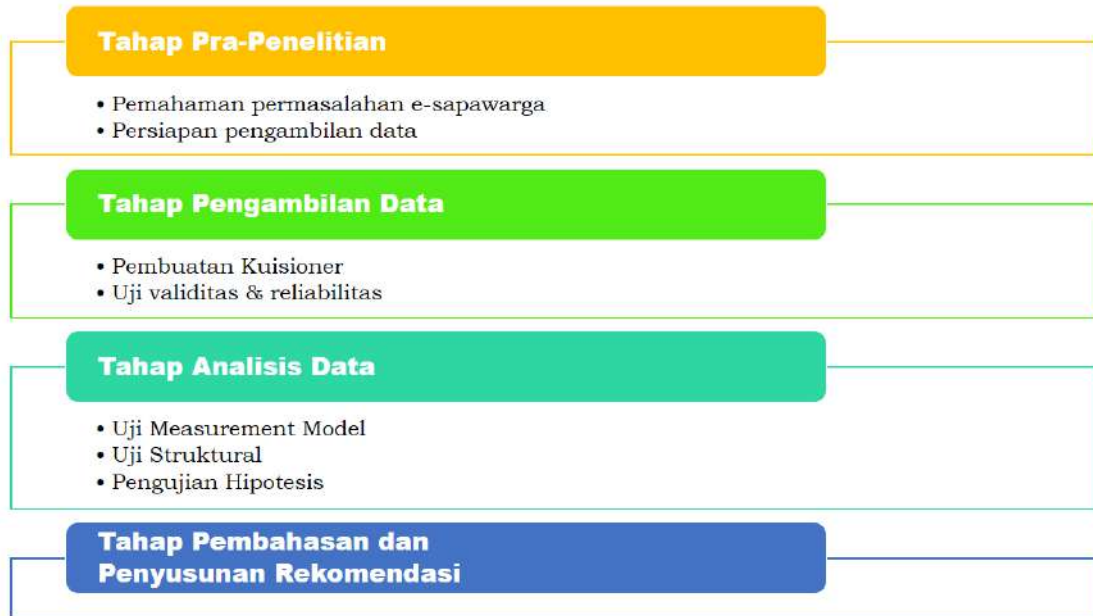 Tahap Pra-Penelitian
• Pemahaman permasalahan e-sapawarga
• Persiapan pengambilan data
Tahap Pengambilan Data
• Pembuatan Kuisioner
• Uji validitas & reliabilitas
Tahap Analisis Data
• Uji Measurement Model
• Uji Struktural
• Pengujian Hipotesis
Tahap Pembahasan dan
Penyusunan Rekomendasi